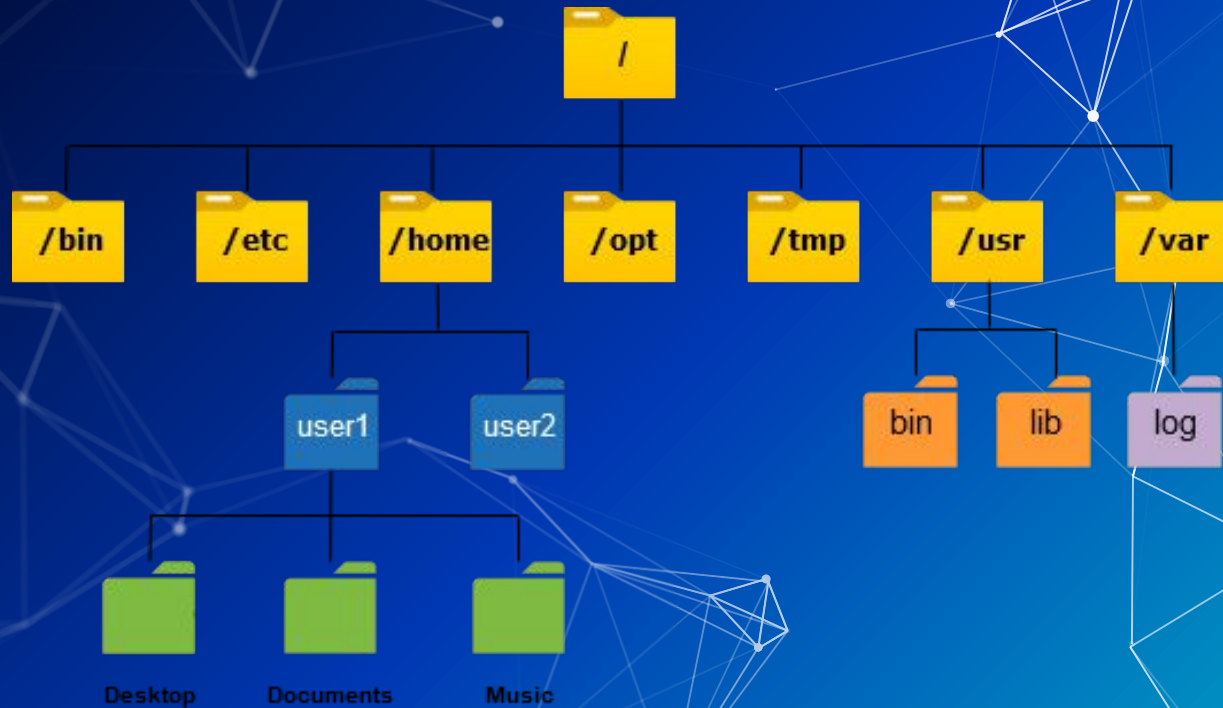 /
/bin /etc /home /opt /tmp /usr /var
user1 user2 bin lib log
Desktop Documents Music